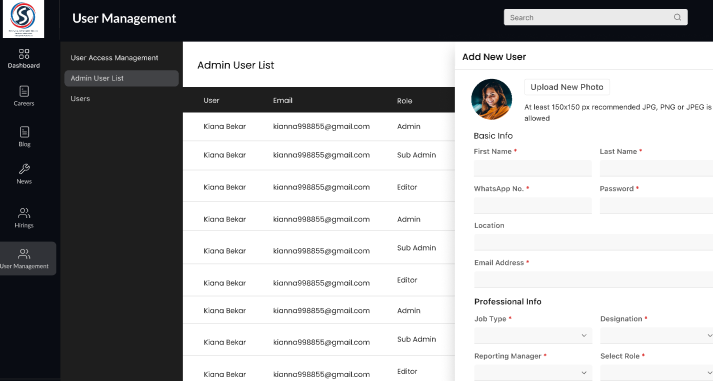 User Management
Search
Dashboard
Careers
Blog
News
Hirings
User Management
User Access Management
Admin User List
Users
Admin User List
User Email Role
Kiana Bekar kianna998855@gmail.com Admin
Kiana Bekar kianna998855@gmail.com Sub Admin
Kiana Bekar kianna998855@gmail.com Editor
Kiana Bekar kianna998855@gmail.com Admin
Kiana Bekar kianna998855@gmail.com Sub Admin
Kiana Bekar kianna998855@gmail.com Editor
Kiana Bekar kianna998855@gmail.com Admin
Kiana Bekar kianna998855@gmail.com Sub Admin
Kiana Bekar kianna998855@gmail.com Editor
Add New User
Upload New Photo
At least 150x150 px recommended JPG, PNG or JPEG is
allowed
Basic Info
First Name * Last Name *
WhatsApp No. * Password *
Location
Email Address *
Professional Info
Job Type * Designation *
Reporting Manager * Select Role *